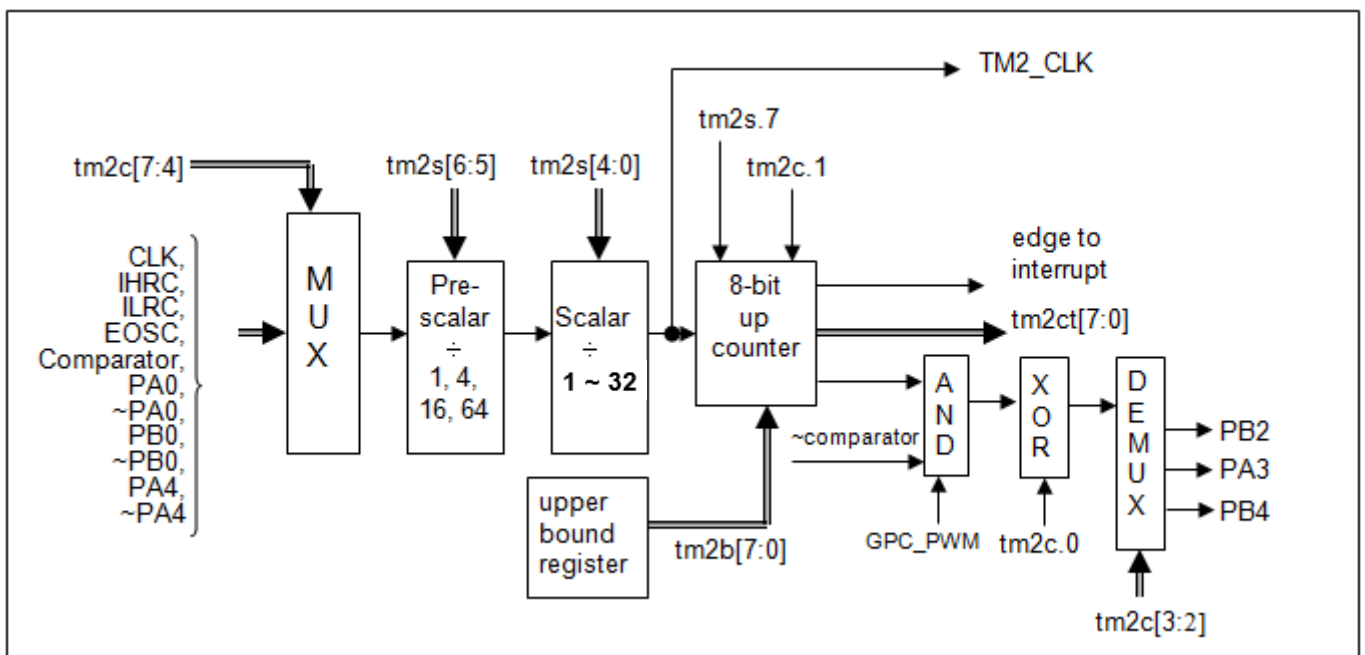 TM2_CLK
tm2s.7
tm2c[7:4]
tm2s[6:5]
tm2s[4:0]
tm2c.1
CLK,
IHRC,
ILRC,
EOSC,
Comparator,
PA0,
~PA0,
PB0,
~PB0,
PA4,
~PA4
M
U
X
Pre-
scalar
÷
1, 4,
16, 64
Scalar
÷
1 ~ 32
8-bit
up
counter
edge to
interrupt
tm2ct[7:0]
upper
bound
register
tm2b[7:0]
~comparator
A
N
D
GPC_PWM
X
O
R
tm2c.0
D
E
M
U
X
PB2
PA3
PB4
tm2c[3:2]